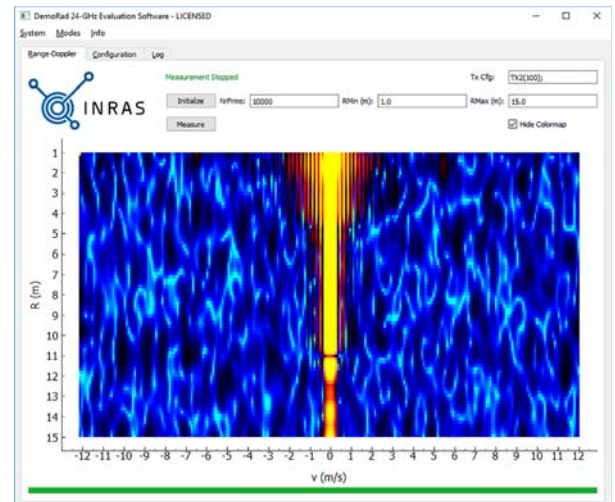 DemoRad 24-GHz Evaluation Software - LICENSED
System Modes Info
Range-Doppler Configuration Log
INRAS
Measurement Stopped Tx Cfg: TX2(100);
Initialize NrFrms: 10000 RMin (m): 1.0 RMax (m): 15.0
Measure Hide Colormap
R (m)
1
2
3
4
5
6
7
8
9
10
11
12
13
14
15
-12 -11 -10 -9 -8 -7 -6 -5 -4 -3 -2 -1 0 1 2 3 4 5 6 7 8 9 10 11 12
v (m/s)